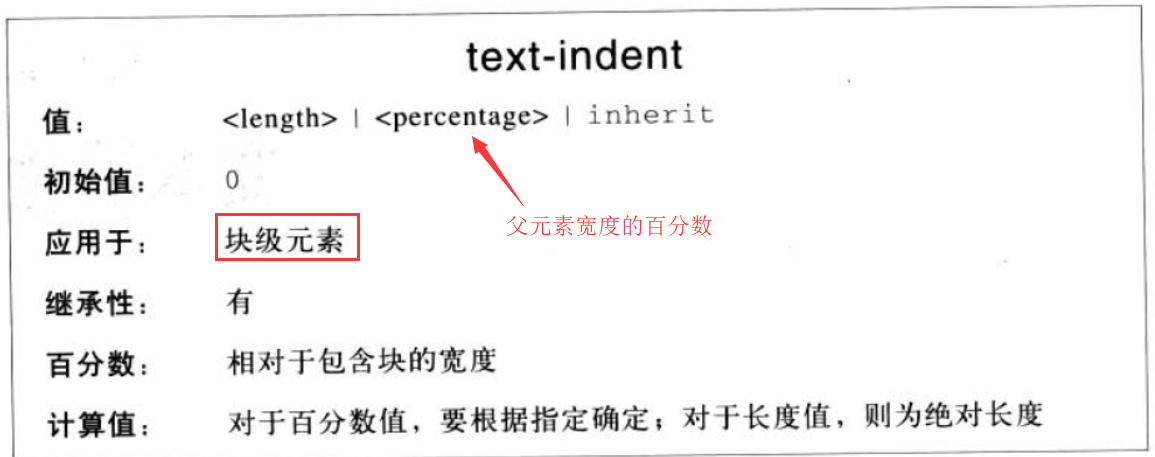 text-indent
值： <length> | <percentage> | inherit
初始值： 0
父元素宽度的百分数
应用于： 块级元素
继承性： 有
百分数： 相对于包含块的宽度
计算值： 对于百分数值，要根据指定确定；对于长度值，则为绝对长度